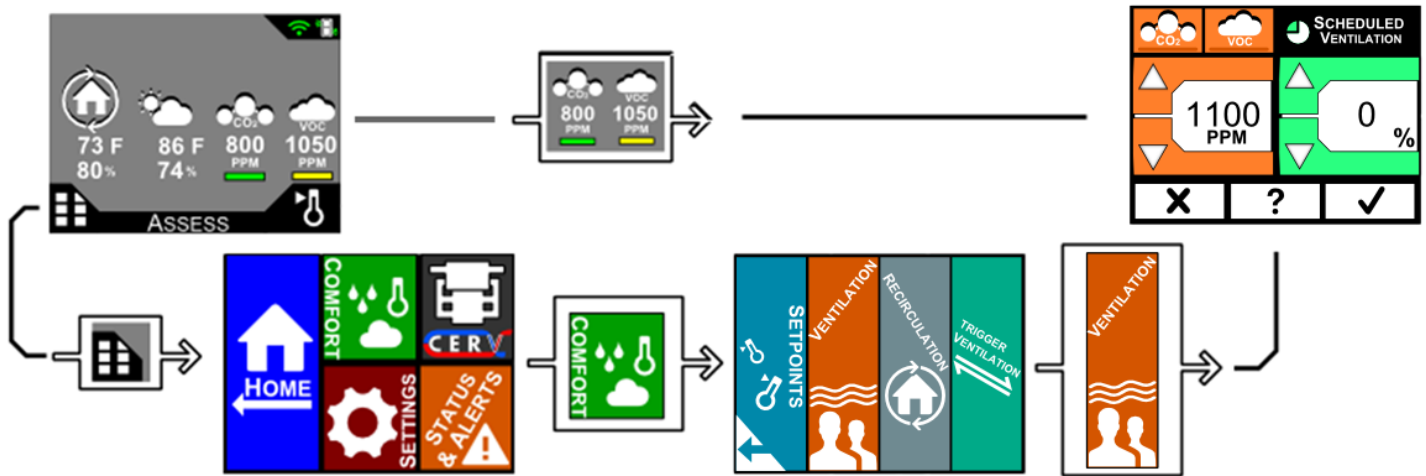 CO₂
VOC
73 F
86 F
800
1050
80%
74%
PPM
PPM
ASSESS
CO₂
VOC
800
1050
PPM
PPM
CO₂
VOC
SCHEDULED
VENTILATION
1100
PPM
0
%
X
?
✓
HOME
COMFORT
CERV
SETTINGS
STATUS
& ALERTS
COMFORT
SETPOINTS
VENTILATION
RECIRCULATION
TRIGGER
VENTILATION
VENTILATION